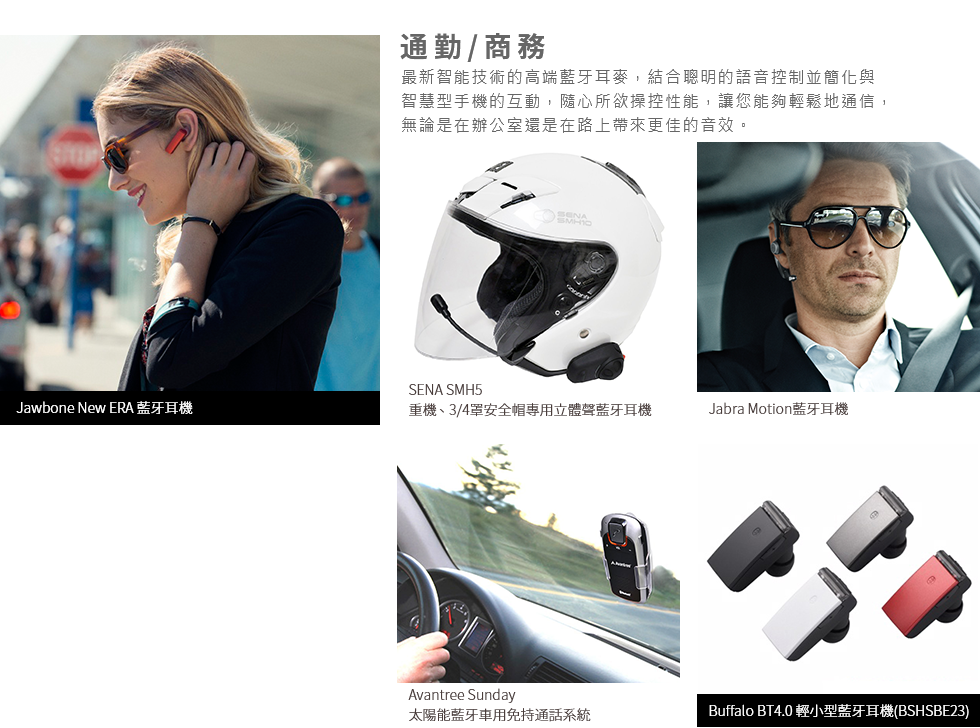 通勤/商務
最新智能技術的高端藍牙耳麥，結合聰明的語音控制並簡化與
智慧型手機的互動，隨心所欲操控性能，讓您能夠輕鬆地通信，
無論是在辦公室還是在路上帶來更佳的音效。
STOP
Jawbone New ERA 藍牙耳機
SENA
SMH10
SENA SMH5
重機、3/4罩安全帽專用立體聲藍牙耳機
Jabra Motion藍牙耳機
Avantree
Avantree Sunday
太陽能藍牙車用免持通話系統
Buffalo BT4.0 輕小型藍牙耳機(BSHSBE23)